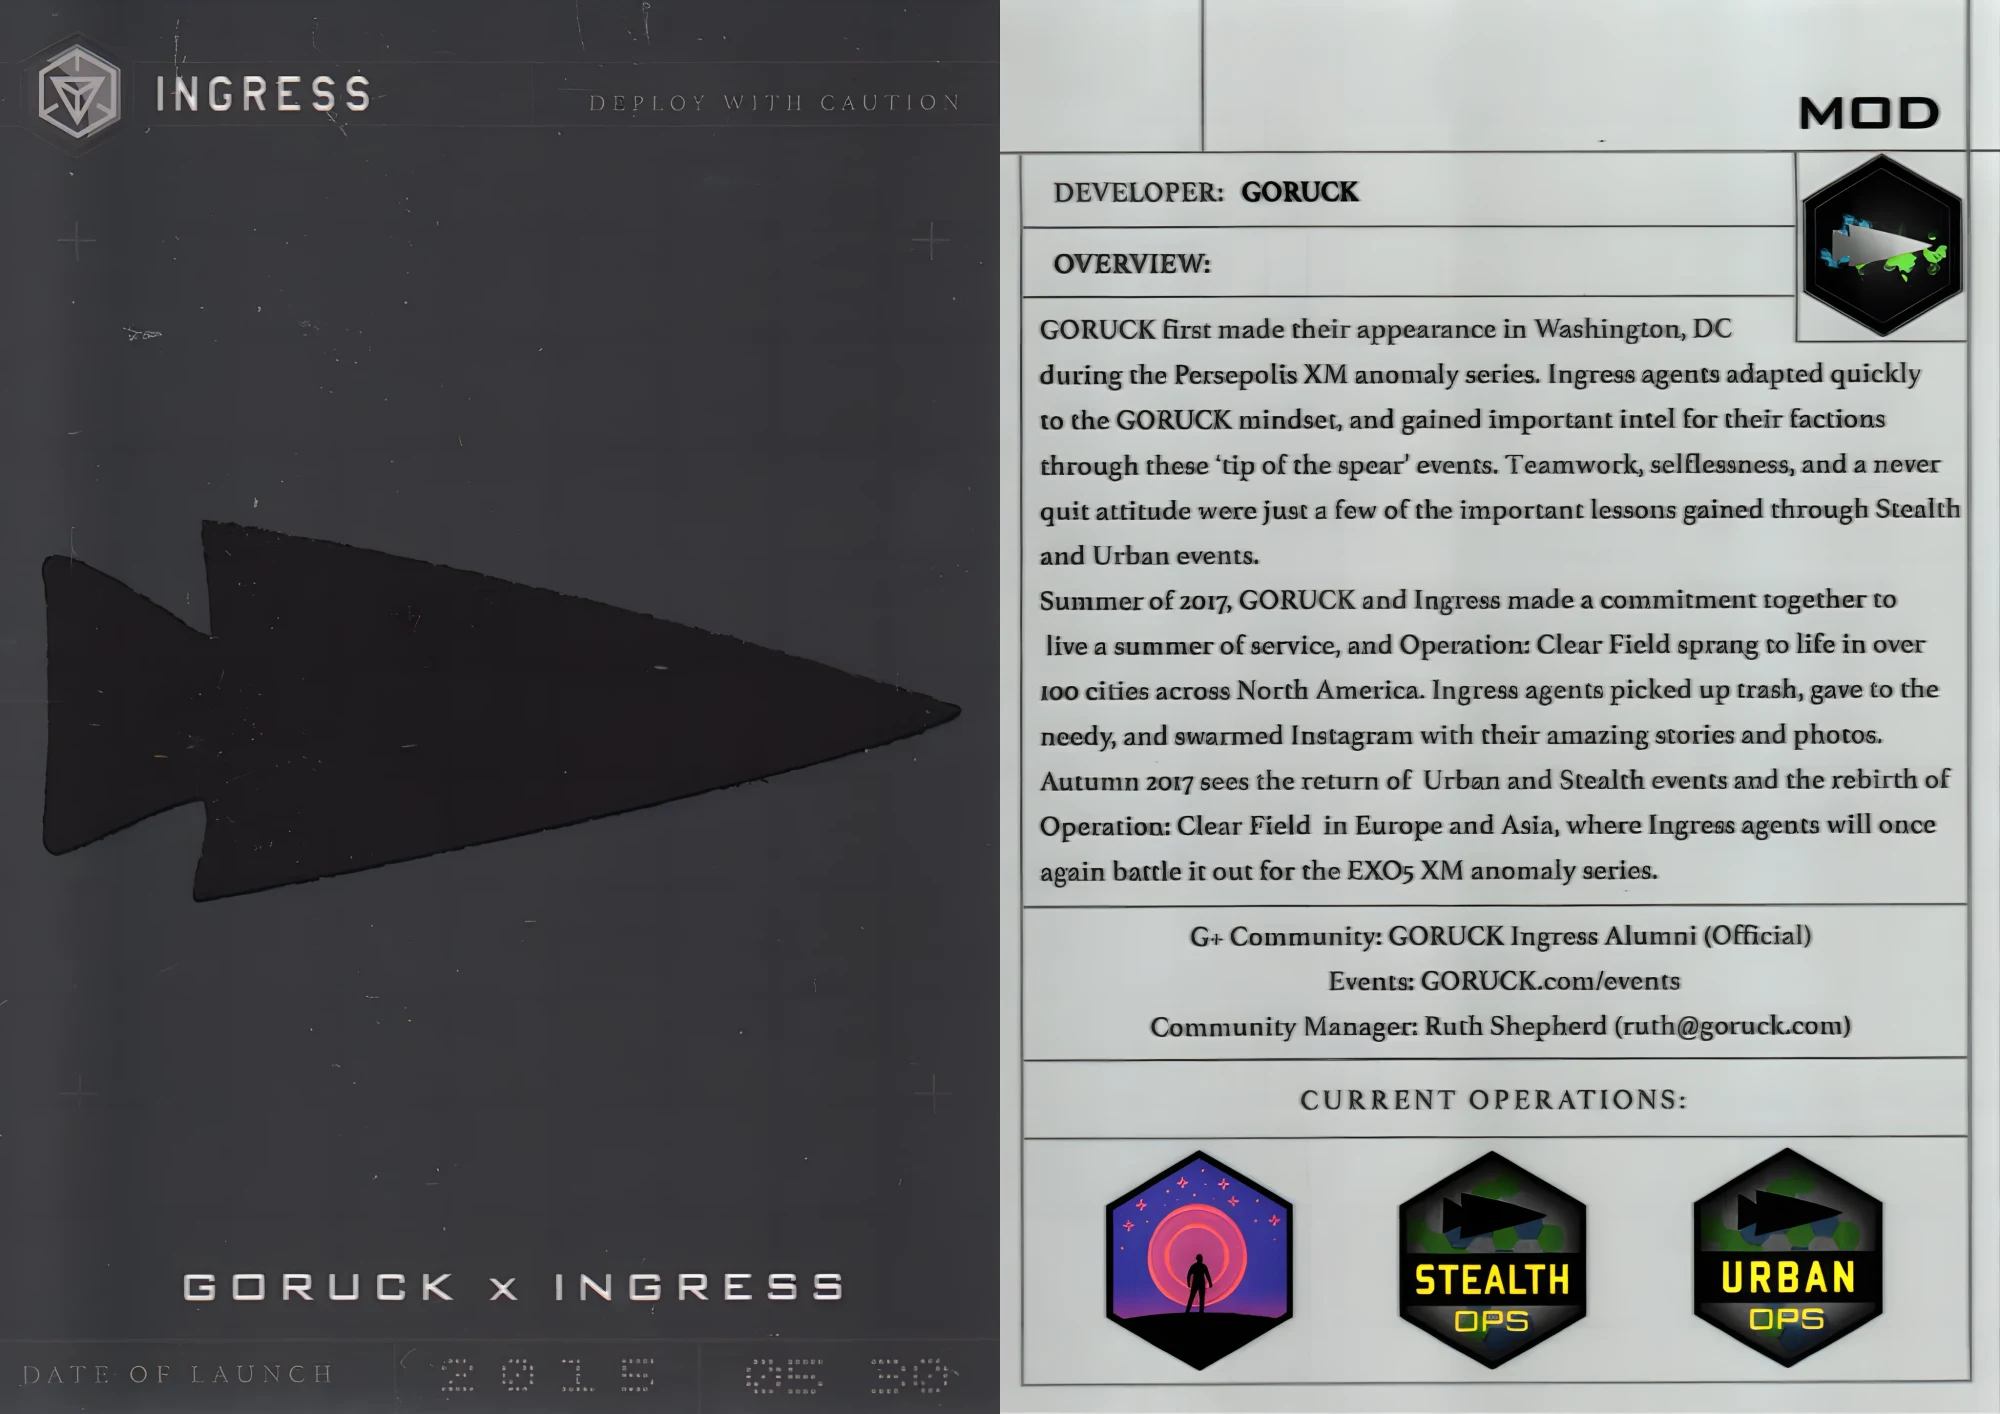 INGRESS
DEPLOY WITH CAUTION
GORUCK x INGRESS
DATE OF LAUNCH 2015 05 30
MOD
DEVELOPER: GORUCK
OVERVIEW:
GORUCK first made their appearance in Washington, DC
during the Persepolis XM anomaly series. Ingress agents adapted quickly
to the GORUCK mindset, and gained important intel for their factions
through these ‘tip of the spear’ events. Teamwork, selflessness, and a never
quit attitude were just a few of the important lessons gained through Stealth
and Urban events.
Summer of 2017, GORUCK and Ingress made a commitment together to
live a summer of service, and Operation: Clear Field sprang to life in over
100 cities across North America. Ingress agents picked up trash, gave to the
needy, and swarmed Instagram with their amazing stories and photos.
Autumn 2017 sees the return of Urban and Stealth events and the rebirth of
Operation: Clear Field in Europe and Asia, where Ingress agents will once
again battle it out for the EXO5 XM anomaly series.
G+ Community: GORUCK Ingress Alumni (Official)
Events: GORUCK.com/events
Community Manager: Ruth Shepherd (ruth@goruck.com)
CURRENT OPERATIONS:
STEALTH
OPS
URBAN
OPS